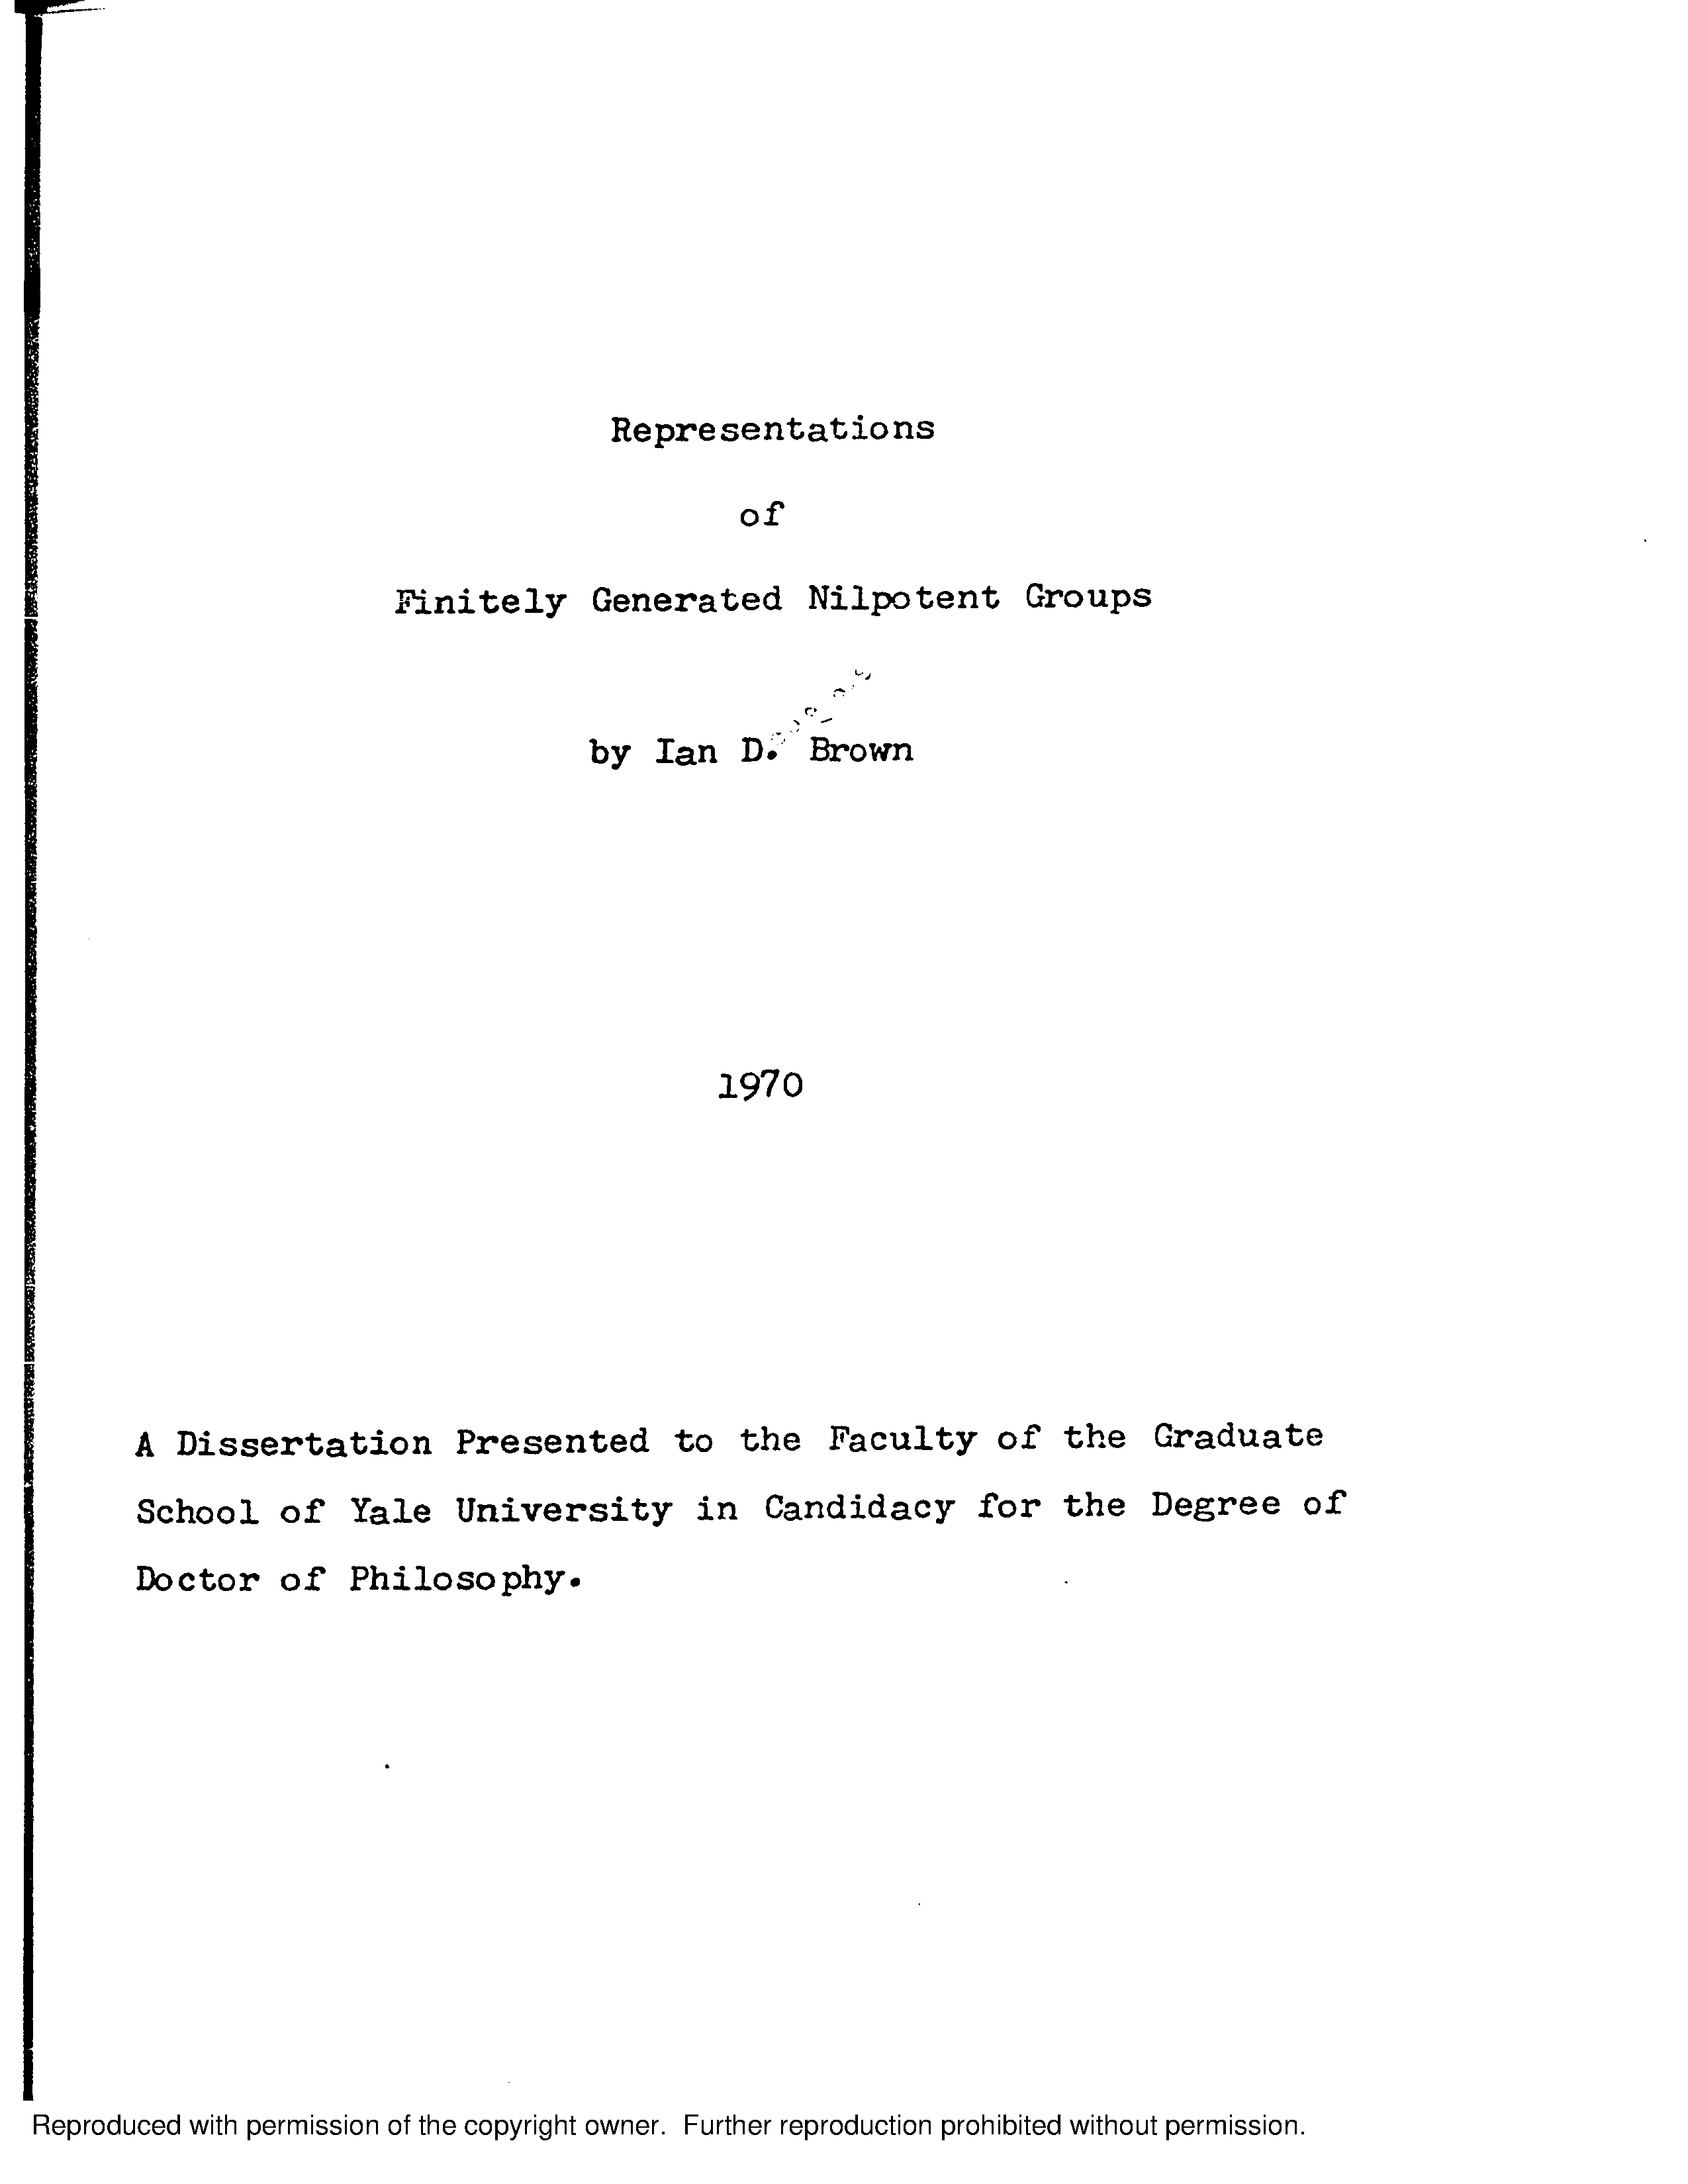 Representations
of
Finitely Generated Nilpotent Groups
by Ian D. Brown
1970
A Dissertation Presented to the Faculty of the Graduate
School of Yale University in Candidacy for the Degree of
Doctor of Philosophy.
Reproduced with permission of the copyright owner. Further reproduction prohibited without permission.